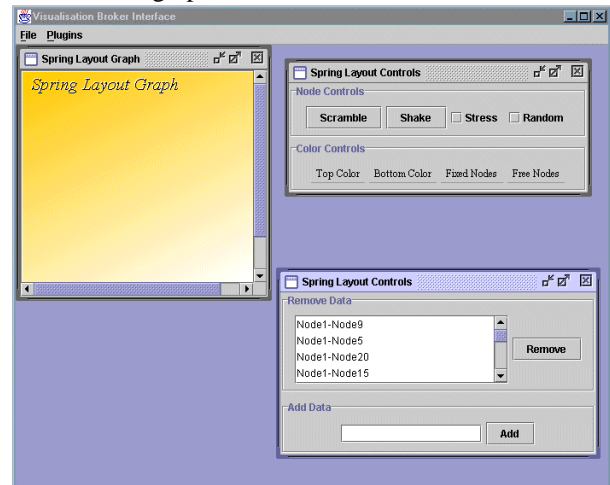 Visualisation Broker Interface
File Plugins
Spring Layout Graph
Spring Layout Graph
Spring Layout Controls
Node Controls
Scramble Shake Stress Random
Color Controls
Top Color Bottom Color Fixed Nodes Free Nodes
Spring Layout Controls
Remove Data
Node1-Node9
Node1-Node5
Node1-Node20
Node1-Node15
Remove
Add Data
Add